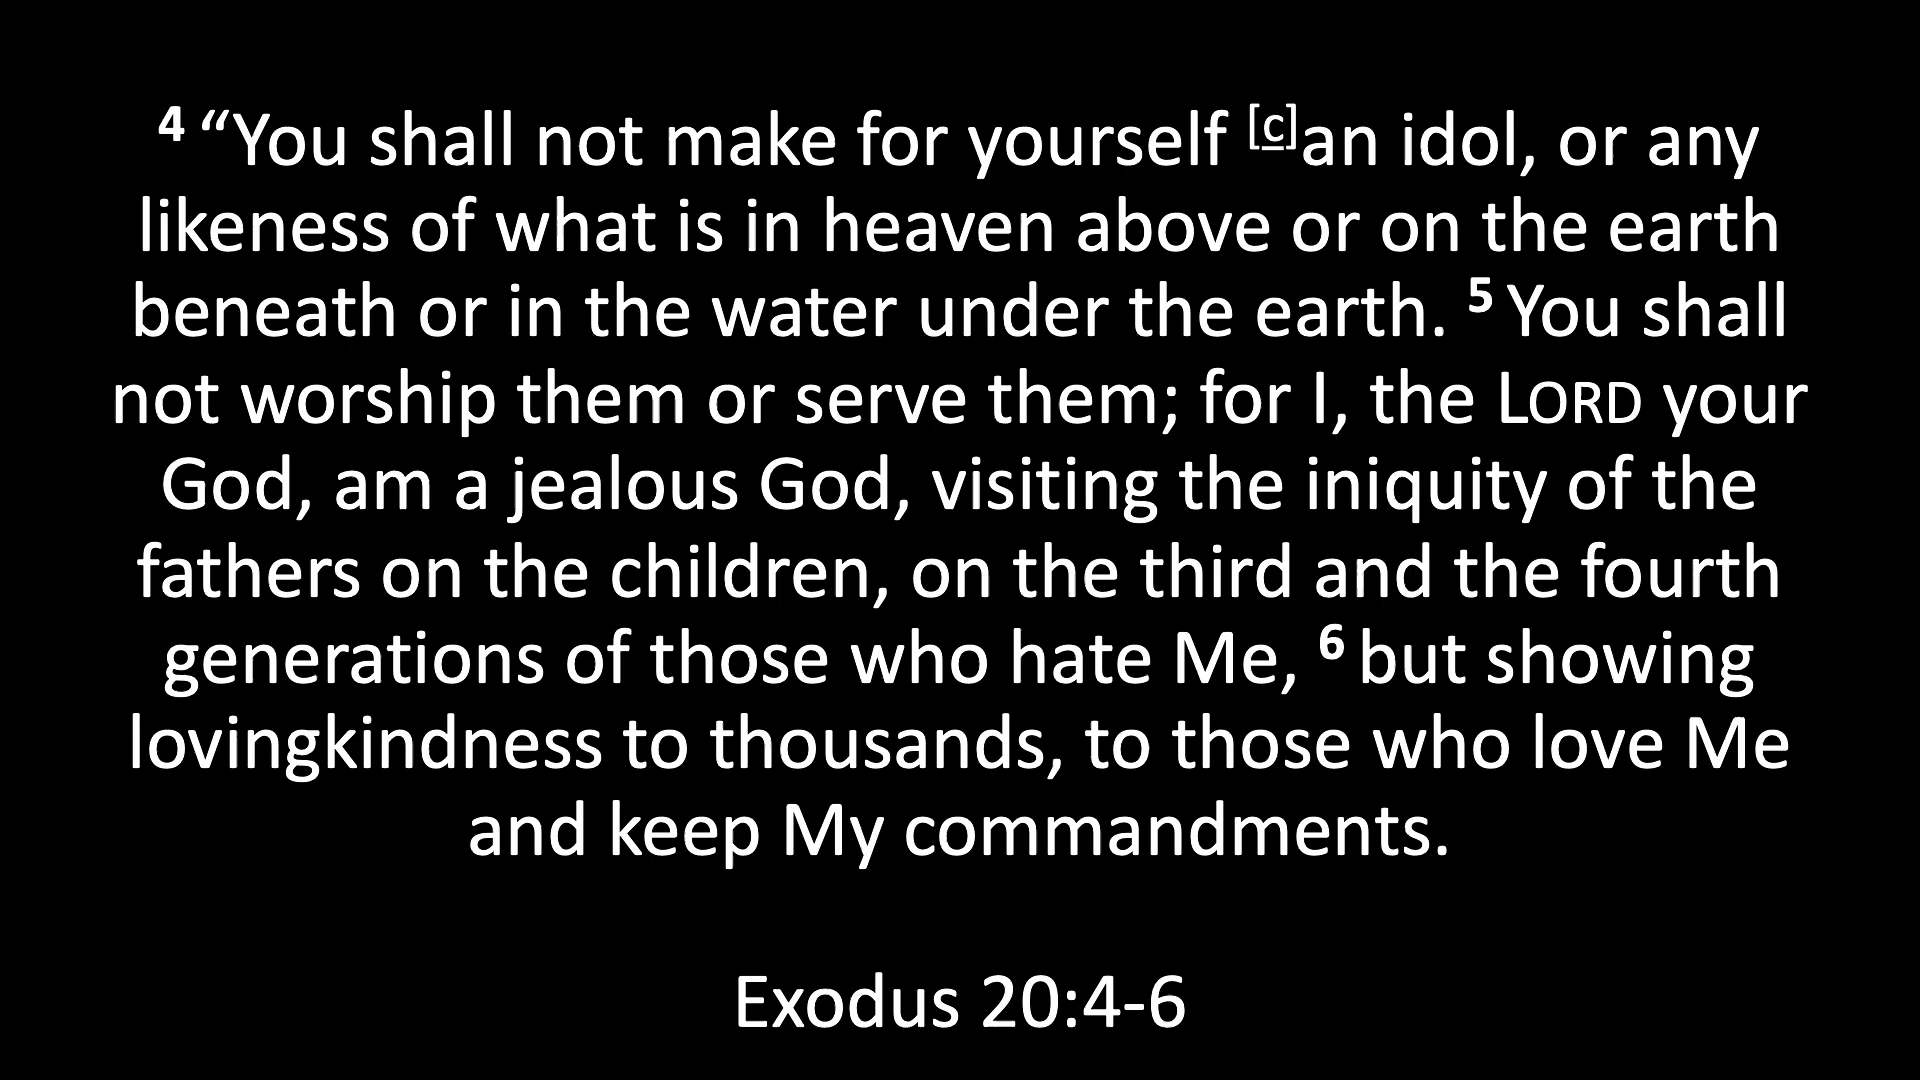 4 “You shall not make for yourself [c]an idol, or any
likeness of what is in heaven above or on the earth
beneath or in the water under the earth. 5 You shall
not worship them or serve them; for I, the LORD your
God, am a jealous God, visiting the iniquity of the
fathers on the children, on the third and the fourth
generations of those who hate Me, 6 but showing
lovingkindness to thousands, to those who love Me
and keep My commandments.
Exodus 20:4-6